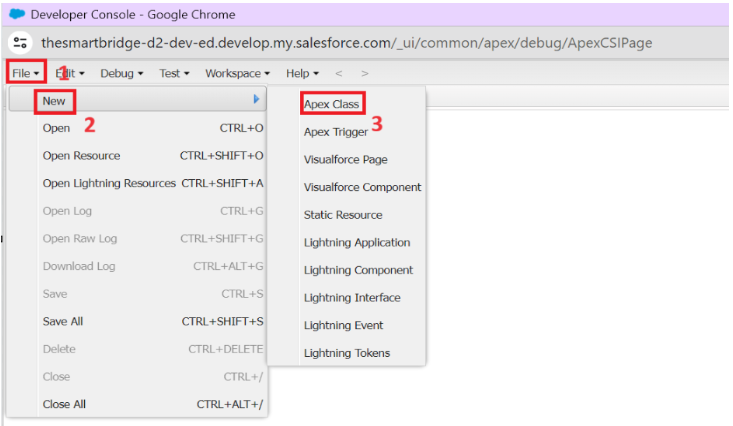 Developer Console - Google Chrome
thesmartbridge-d2-dev-ed.develop.my.salesforce.com/_ui/common/apex/debug/ApexCSIPage
File Edit Debug Test Workspace Help < >
1
New
2
Open CTRL+O
Open Resource CTRL+SHIFT+O
Open Lightning Resources CTRL+SHIFT+A
Open Log CTRL+G
Open Raw Log CTRL+SHIFT+G
Download Log CTRL+ALT+G
Save CTRL+S
Save All CTRL+SHIFT+S
Delete CTRL+DELETE
Close CTRL+/
Close All CTRL+ALT+/
Apex Class
3
Apex Trigger
Visualforce Page
Visualforce Component
Static Resource
Lightning Application
Lightning Component
Lightning Interface
Lightning Event
Lightning Tokens